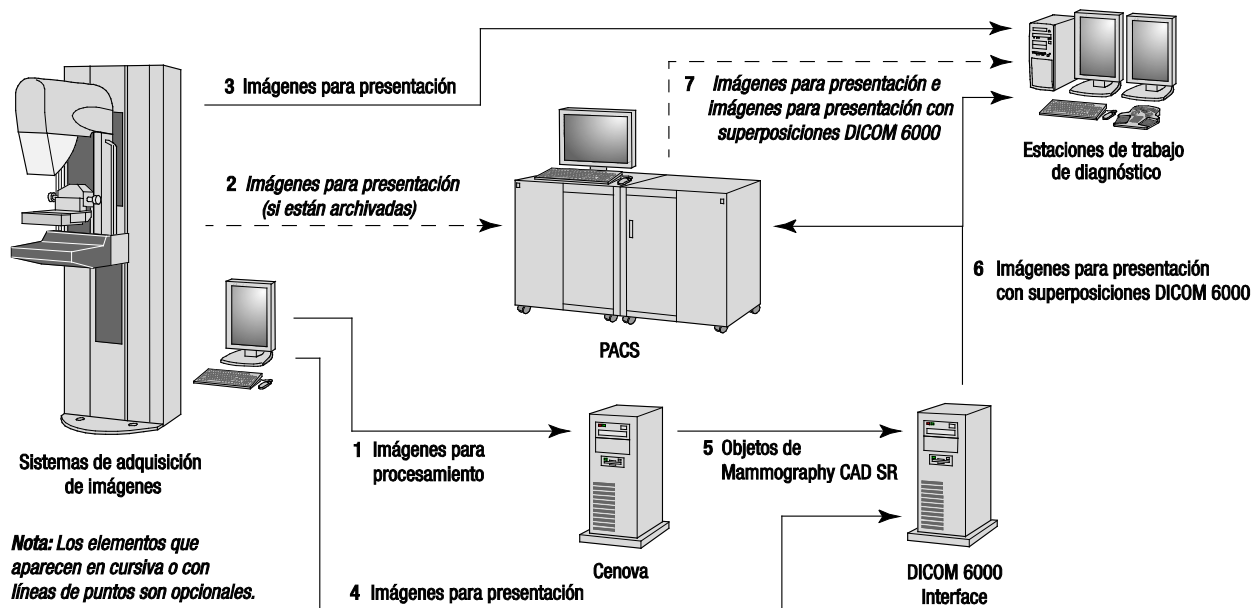 3 Imágenes para presentación
7 Imágenes para presentación e
imágenes para presentación con
superposiciones DICOM 6000
Estaciones de trabajo
de diagnóstico
2 Imágenes para presentación
(si están archivadas)
6 Imágenes para presentación
con superposiciones DICOM 6000
PACS
1 Imágenes para
procesamiento
5 Objetos de
Mammography CAD SR
Sistemas de adquisición
de imágenes
Nota: Los elementos que
aparecen en cursiva o con
líneas de puntos son opcionales.
Cenova
DICOM 6000
Interface
4 Imágenes para presentación